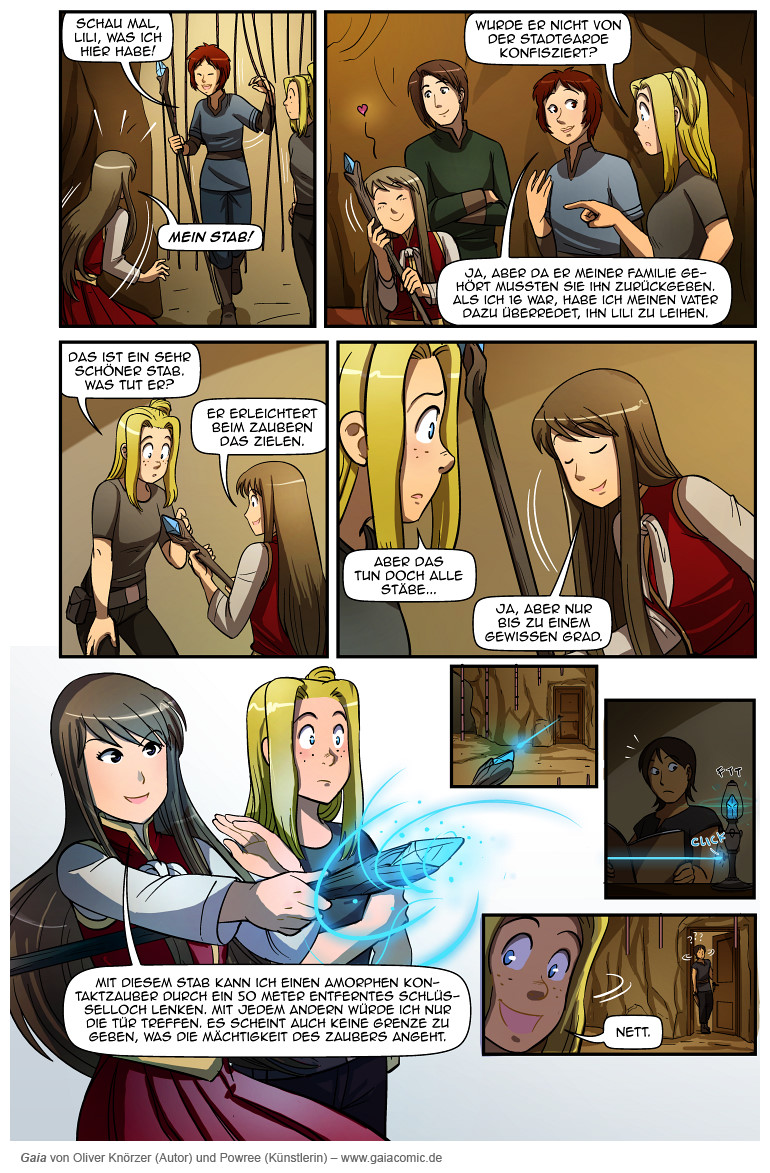 SCHAU MAL,
LILI, WAS ICH
HIER HABE!
MEIN STAB!
WURDE ER NICHT VON
DER STADTGARDE
KONFISZIERT?
JA, ABER DA ER MEINER FAMILIE GE-
HÖRT MUSSTEN SIE IHN ZURÜCKGEBEN.
ALS ICH 16 WAR, HABE ICH MEINEN VATER
DAZU ÜBERREDET, IHN LILI ZU LEIHEN.
DAS IST EIN SEHR
SCHÖNER STAB.
WAS TUT ER?
ER ERLEICHTERT
BEIM ZAUBERN
DAS ZIELEN.
ABER DAS
TUN DOCH ALLE
STÄBE...
JA, ABER NUR
BIS ZU EINEM
GEWISSEN GRAD.
MIT DIESEM STAB KANN ICH EINEN AMORPHEN KON-
TAKTZAUBER DURCH EIN 50 METER ENTFERNTES SCHLÜS-
SELLOCH LENKEN. MIT JEDEM ANDERN WÜRDE ICH NUR
DIE TÜR TREFFEN. ES SCHEINT AUCH KEINE GRENZE ZU
GEBEN, WAS DIE MÄCHTIGKEIT DES ZAUBERS ANGEHT.
FTT
CLICK
???
NETT.
Gaia von Oliver Knörzer (Autor) und Powree (Künstlerin) – www.gaiacomic.de